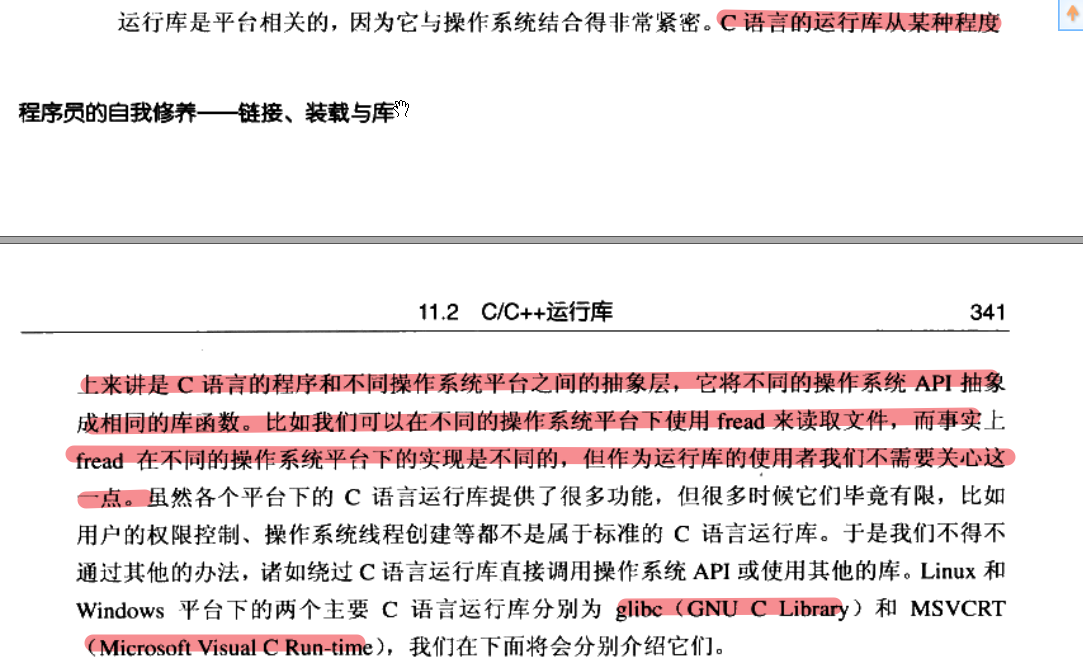 运行库是平台相关的，因为它与操作系统结合得非常紧密。C 语言的运行库从某种程度
程序员的自我修养——链接、装载与库
11.2 C/C++运行库 341
上来讲是 C 语言的程序和不同操作系统平台之间的抽象层，它将不同的操作系统 API 抽象
成相同的库函数。比如我们可以在不同的操作系统平台下使用 fread 来读取文件，而事实上
fread 在不同的操作系统平台下的实现是不同的，但作为运行库的使用者我们不需要关心这
一点。虽然各个平台下的 C 语言运行库提供了很多功能，但很多时候它们毕竟有限，比如
用户的权限控制、操作系统线程创建等都不是属于标准的 C 语言运行库。于是我们不得不
通过其他的办法，诸如绕过 C 语言运行库直接调用操作系统 API 或使用其他的库。Linux 和
Windows 平台下的两个主要 C 语言运行库分别为 glibc（GNU C Library）和 MSVCRT
（Microsoft Visual C Run-time），我们在下面将会分别介绍它们。